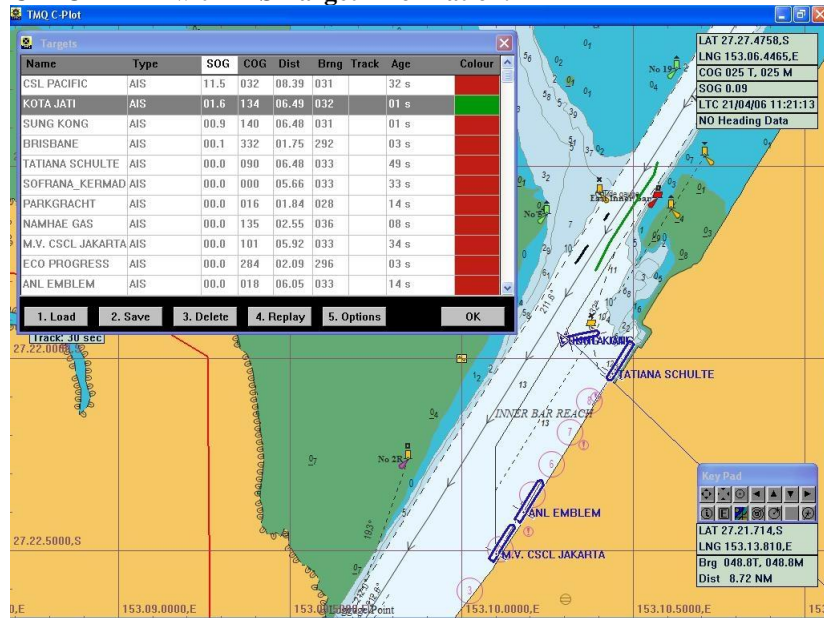 TMQ C-Plot
Targets
Name Type SOG COG Dist Brng Track Age Colour
CSL PACIFIC AIS 11.5 032 08.39 031 32 s
KOTA JATI AIS 01.6 134 06.49 032 01 s
SUNG KONG AIS 00.9 140 06.48 031 01 s
BRISBANE AIS 00.1 332 01.75 292 03 s
TATIANA SCHULTE AIS 00.0 090 06.48 033 49 s
SOFRANA_KERMAD AIS 00.0 000 05.66 033 33 s
PARKGRACHT AIS 00.0 016 01.84 028 14 s
NAMHAE GAS AIS 00.0 135 02.55 036 08 s
M.V. CSCL JAKARTA AIS 00.0 101 05.92 033 34 s
ECO PROGRESS AIS 00.0 284 02.09 296 03 s
ANL EMBLEM AIS 00.0 018 06.05 033 14 s
1. Load 2. Save 3. Delete 4. Replay 5. Options OK
Track: 30 sec
LAT 27.27.4758,S
LNG 153.06.4465,E
COG 025 T, 025 M
SOG 0.09
LTC 21/04/06 11:21:13
NO Heading Data
No 19
211.6°
TATIANA SCHULTE
INNER BAR REACH
No 2R
193°
ANL EMBLEM
M.V. CSCL JAKARTA
27.22.5000,S
Key Pad
LAT 27.21.714,S
LNG 153.13.810,E
Brg 048.8T, 048.8M
Dist 8.72 NM
153.09.0000,E
Point
153.10.0000,E
153.10.5000,E